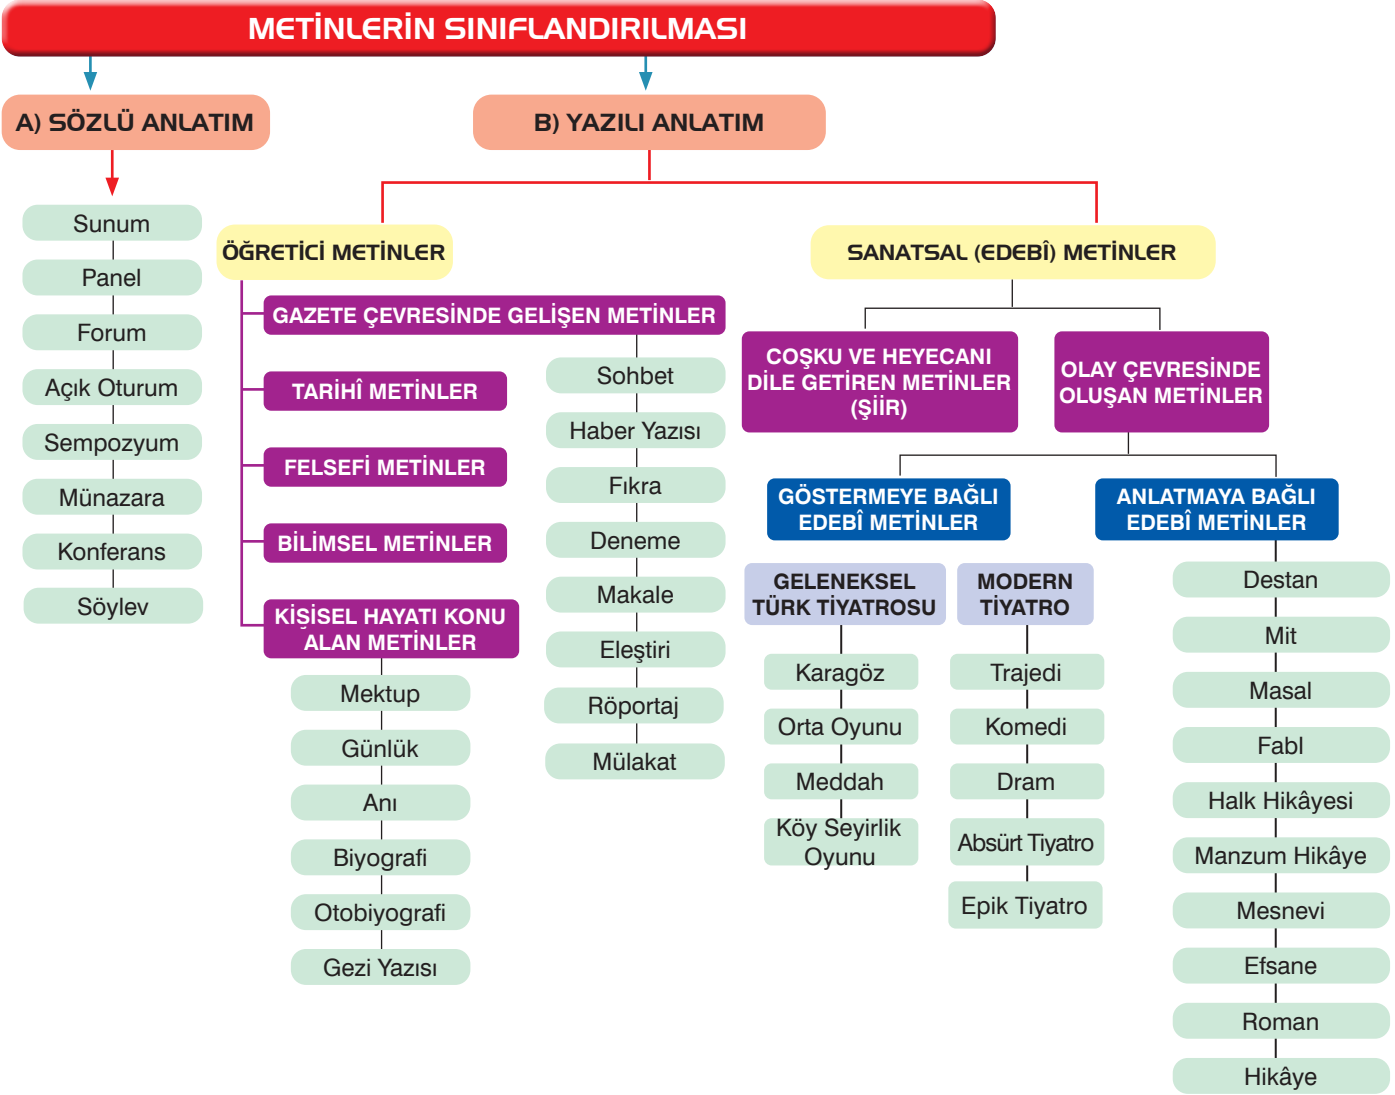 METİNLERİN SINIFLANDIRILMASI
A) SÖZLÜ ANLATIM
Sunum
Panel
Forum
Açık Oturum
Sempozyum
Münazara
Konferans
Söylev
B) YAZILI ANLATIM
ÖĞRETİCİ METİNLER
GAZETE ÇEVRESİNDE GELİŞEN METİNLER
Sohbet
Haber Yazısı
Fıkra
Deneme
Makale
Eleştiri
Röportaj
Mülakat
TARİHÎ METİNLER
FELSEFİ METİNLER
BİLİMSEL METİNLER
KİŞİSEL HAYATI KONU
ALAN METİNLER
Mektup
Günlük
Anı
Biyografi
Otobiyografi
Gezi Yazısı
SANATSAL (EDEBÎ) METİNLER
COŞKU VE HEYECANI
DİLE GETİREN METİNLER
(ŞİİR)
OLAY ÇEVRESİNDE
OLUŞAN METİNLER
GÖSTERMEYE BAĞLI
EDEBÎ METİNLER
GELENEKSEL
TÜRK TİYATROSU
Karagöz
Orta Oyunu
Meddah
Köy Seyirlik
Oyunu
MODERN
TİYATRO
Trajedi
Komedi
Dram
Absürt Tiyatro
Epik Tiyatro
ANLATMAYA BAĞLI
EDEBÎ METİNLER
Destan
Mit
Masal
Fabl
Halk Hikâyesi
Manzum Hikâye
Mesnevi
Efsane
Roman
Hikâye